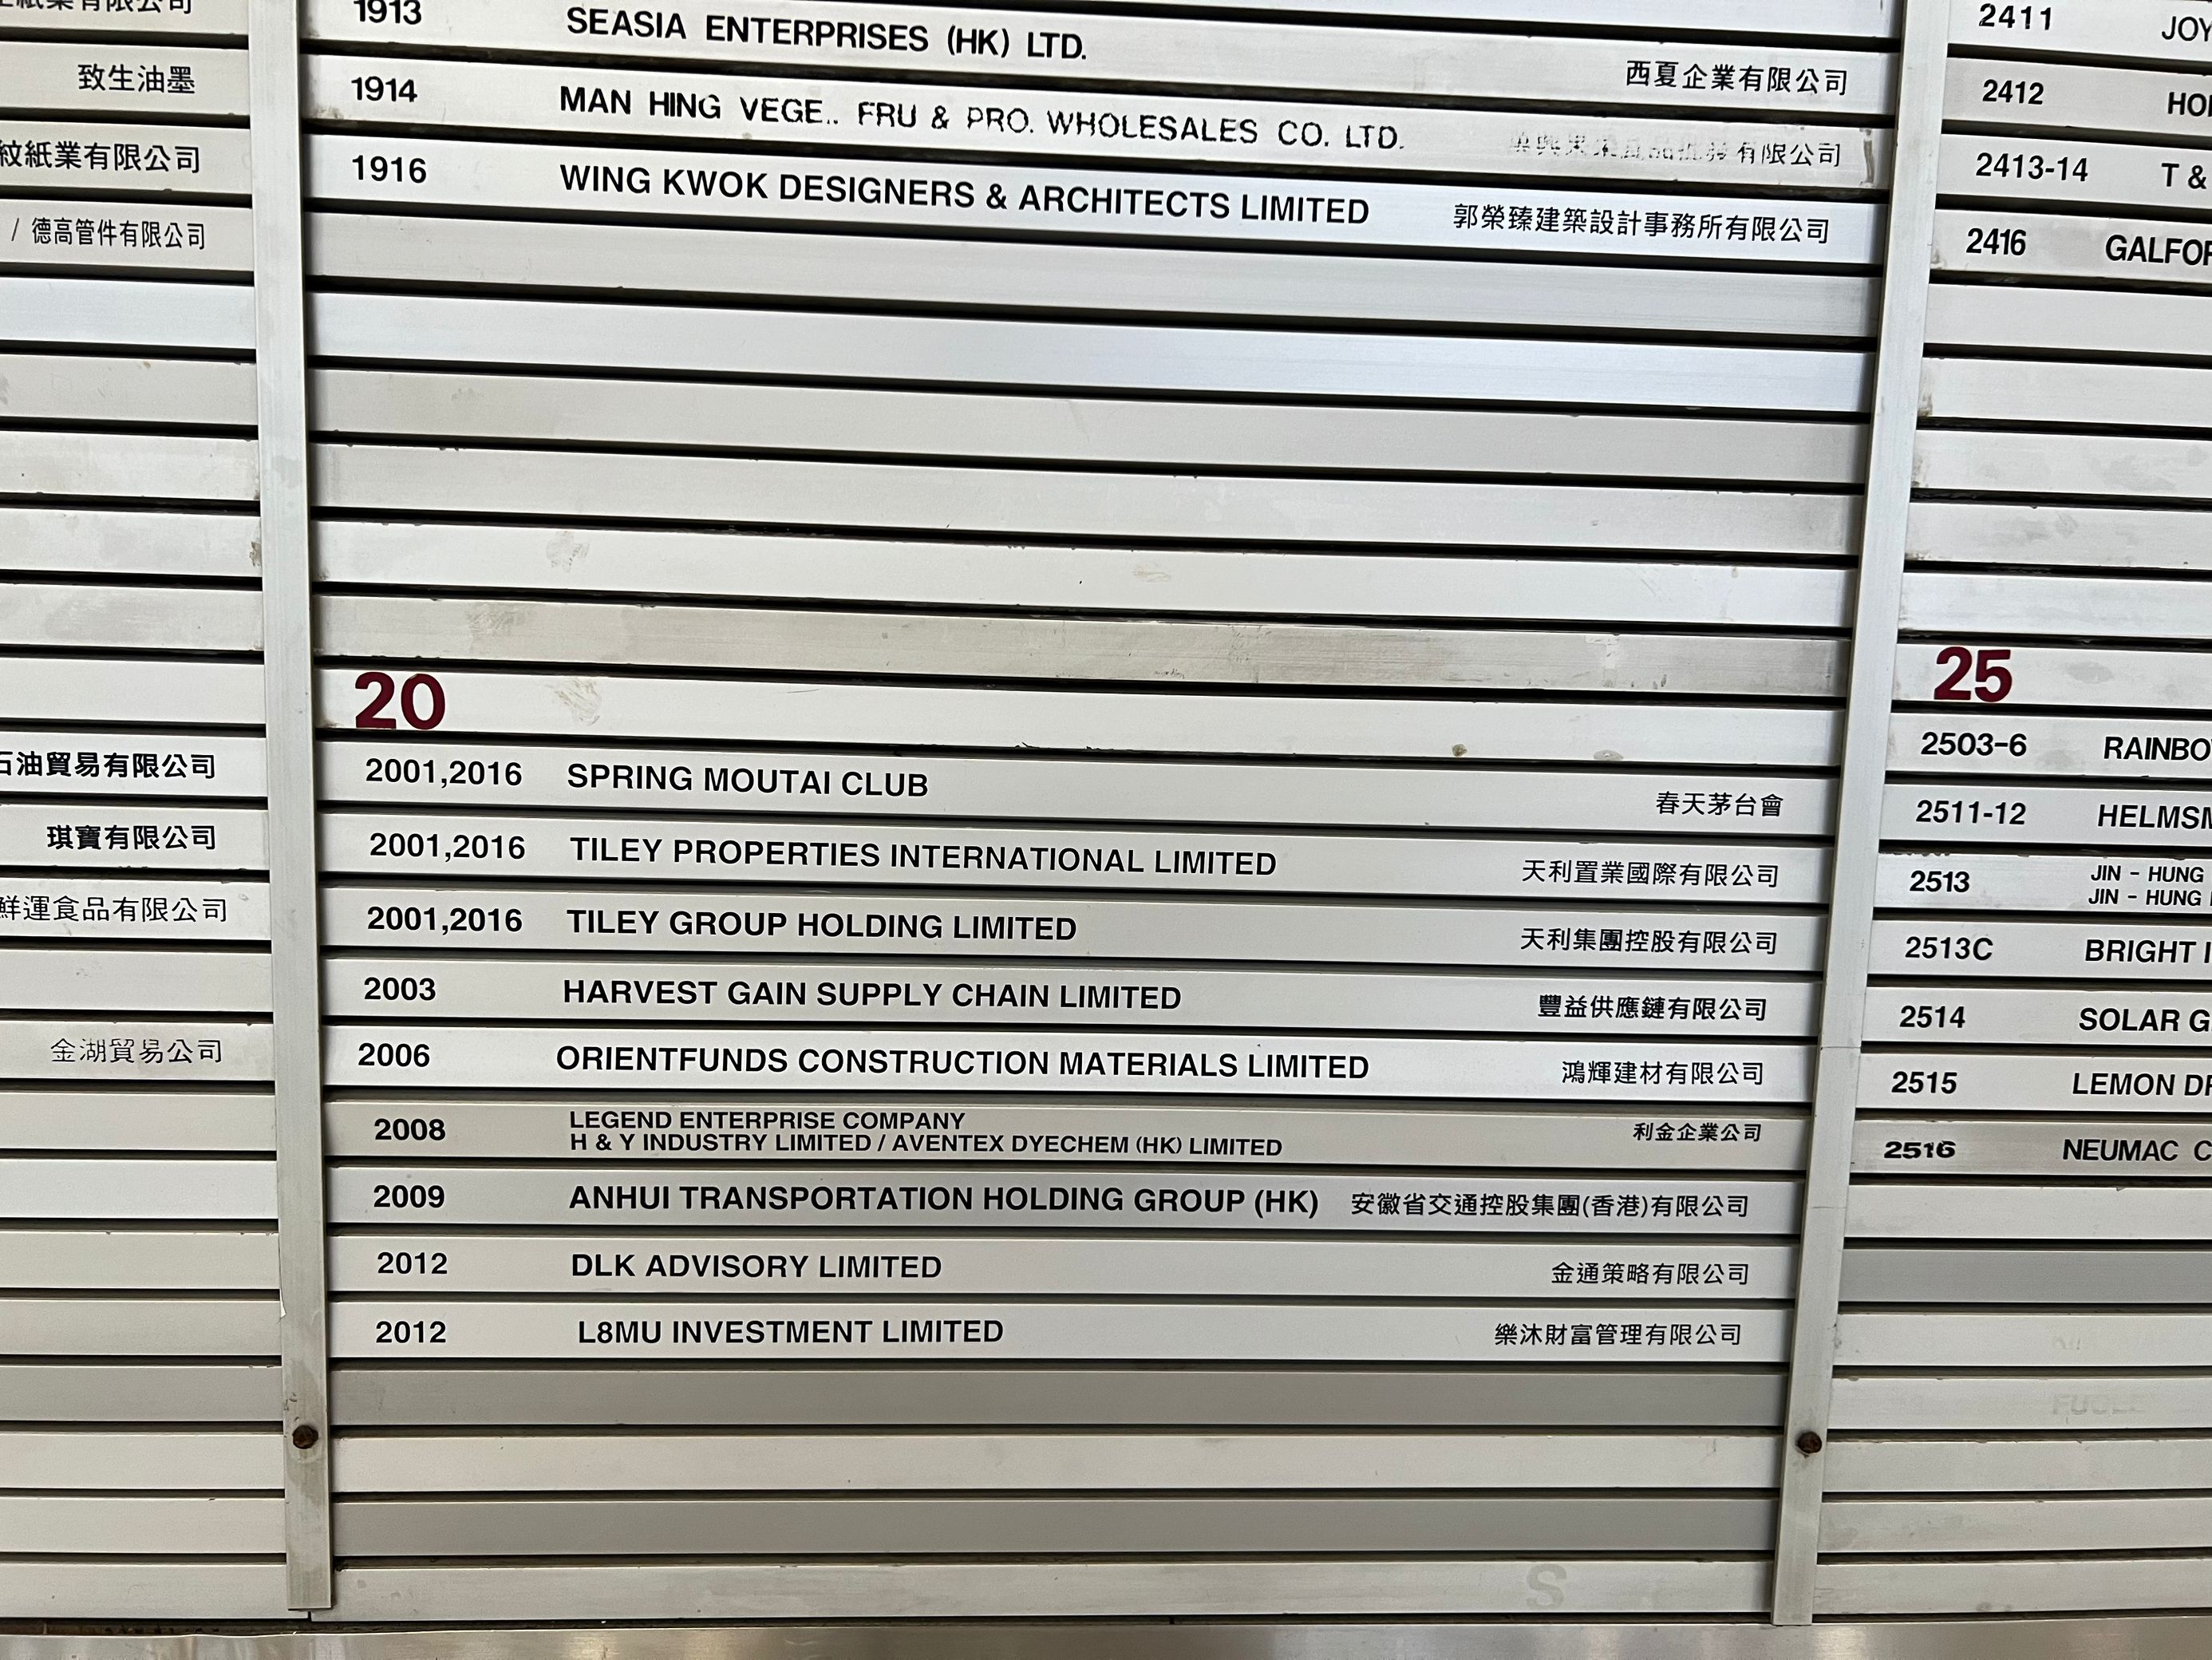 紙業有限公司
致生油墨
紋紙業有限公司
/ 德高管件有限公司
石油貿易有限公司
琪寶有限公司
鮮運食品有限公司
金湖貿易公司
1913 SEASIA ENTERPRISES (HK) LTD. 西夏企業有限公司
1914 MAN HING VEGE.. FRU & PRO. WHOLESALES CO. LTD. 有限公司
1916 WING KWOK DESIGNERS & ARCHITECTS LIMITED 郭榮臻建築設計事務所有限公司
20
2001,2016 SPRING MOUTAI CLUB 春天茅台會
2001,2016 TILEY PROPERTIES INTERNATIONAL LIMITED 天利置業國際有限公司
2001,2016 TILEY GROUP HOLDING LIMITED 天利集團控股有限公司
2003 HARVEST GAIN SUPPLY CHAIN LIMITED 豐益供應鏈有限公司
2006 ORIENTFUNDS CONSTRUCTION MATERIALS LIMITED 鴻輝建材有限公司
2008 LEGEND ENTERPRISE COMPANY 利金企業公司
H & Y INDUSTRY LIMITED / AVENTEX DYECHEM (HK) LIMITED
2009 ANHUI TRANSPORTATION HOLDING GROUP (HK) 安徽省交通控股集團(香港)有限公司
2012 DLK ADVISORY LIMITED 金通策略有限公司
2012 L8MU INVESTMENT LIMITED 樂沐財富管理有限公司
S
2411 JOY
2412 HO
2413-14 T &
2416 GALFOR
25
2503-6 RAINBO
2511-12 HELMSM
2513 JIN - HUNG
JIN - HUNG
2513C BRIGHT I
2514 SOLAR G
2515 LEMON DR
2516 NEUMAC C